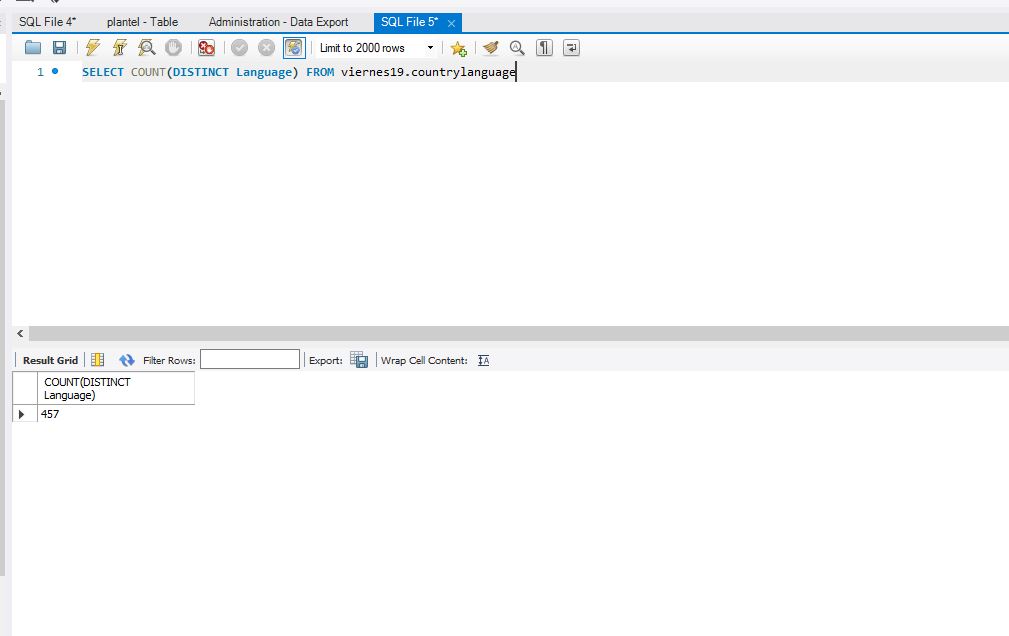 SQL File 4* plantel - Table Administration - Data Export SQL File 5*
Limit to 2000 rows
1 SELECT COUNT(DISTINCT Language) FROM viernes19.countrylanguage
Result Grid Filter Rows: Export: Wrap Cell Content:
COUNT(DISTINCT
Language)
457